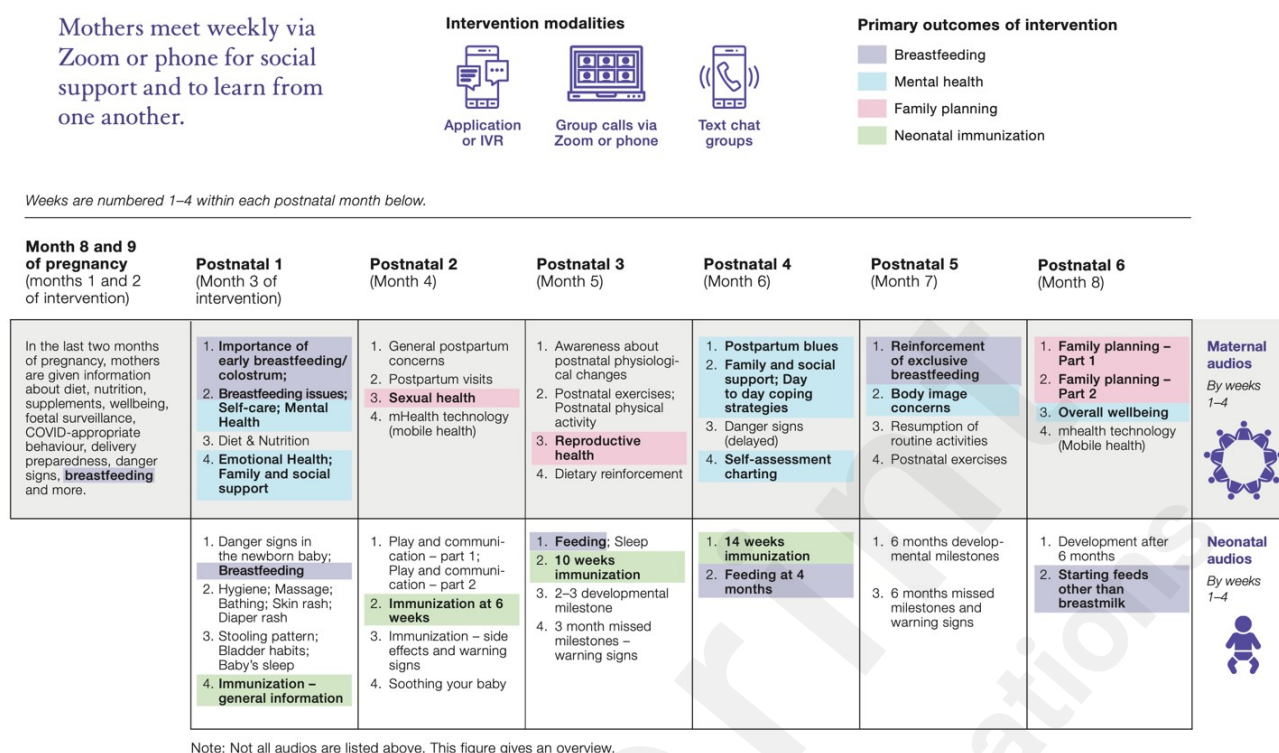 Mothers meet weekly via
Zoom or phone for social
support and to learn from
one another.
Intervention modalities
Application
or IVR
Group calls via
Zoom or phone
Text chat
groups
Primary outcomes of intervention
Breastfeeding
Mental health
Family planning
Neonatal immunization
Weeks are numbered 1–4 within each postnatal month below.
Month 8 and 9
of pregnancy
(months 1 and 2
of intervention)
Postnatal 1
(Month 3 of
intervention)
Postnatal 2
(Month 4)
Postnatal 3
(Month 5)
Postnatal 4
(Month 6)
Postnatal 5
(Month 7)
Postnatal 6
(Month 8)
In the last two months
of pregnancy, mothers
are given information
about diet, nutrition,
supplements, wellbeing,
foetal surveillance,
COVID-appropriate
behaviour, delivery
preparedness, danger
signs, breastfeeding
and more.
1. Importance of
early breastfeeding/
colostrum;
2. Breastfeeding issues;
Self-care; Mental
Health
3. Diet & Nutrition
4. Emotional Health;
Family and social
support
1. General postpartum
concerns
2. Postpartum visits
3. Sexual health
4. mHealth technology
(mobile health)
1. Awareness about
postnatal physiologi-
cal changes
2. Postnatal exercises;
Postnatal physical
activity
3. Reproductive
health
4. Dietary reinforcement
1. Postpartum blues
2. Family and social
support; Day
to day coping
strategies
3. Danger signs
(delayed)
4. Self-assessment
charting
1. Reinforcement
of exclusive
breastfeeding
2. Body image
concerns
3. Resumption of
routine activities
4. Postnatal exercises
1. Family planning –
Part 1
2. Family planning –
Part 2
3. Overall wellbeing
4. mhealth technology
(Mobile health)
Maternal
audios
By weeks
1–4
1. Danger signs in
the newborn baby;
Breastfeeding
2. Hygiene; Massage;
Bathing; Skin rash;
Diaper rash
3. Stooling pattern;
Bladder habits;
Baby's sleep
4. Immunization –
general information
1. Play and communi-
cation – part 1;
Play and communi-
cation – part 2
2. Immunization at 6
weeks
3. Immunization – side
effects and warning
signs
4. Soothing your baby
1. Feeding; Sleep
2. 10 weeks
immunization
3. 2–3 developmental
milestone
4. 3 month missed
milestones –
warning signs
1. 14 weeks
immunization
2. Feeding at 4
months
1. 6 months develop-
mental milestones
3. 6 months missed
milestones and
warning signs
1. Development after
6 months
2. Starting feeds
other than
breastmilk
Neonatal
audios
By weeks
1–4
Note: Not all audios are listed above. This figure gives an overview.